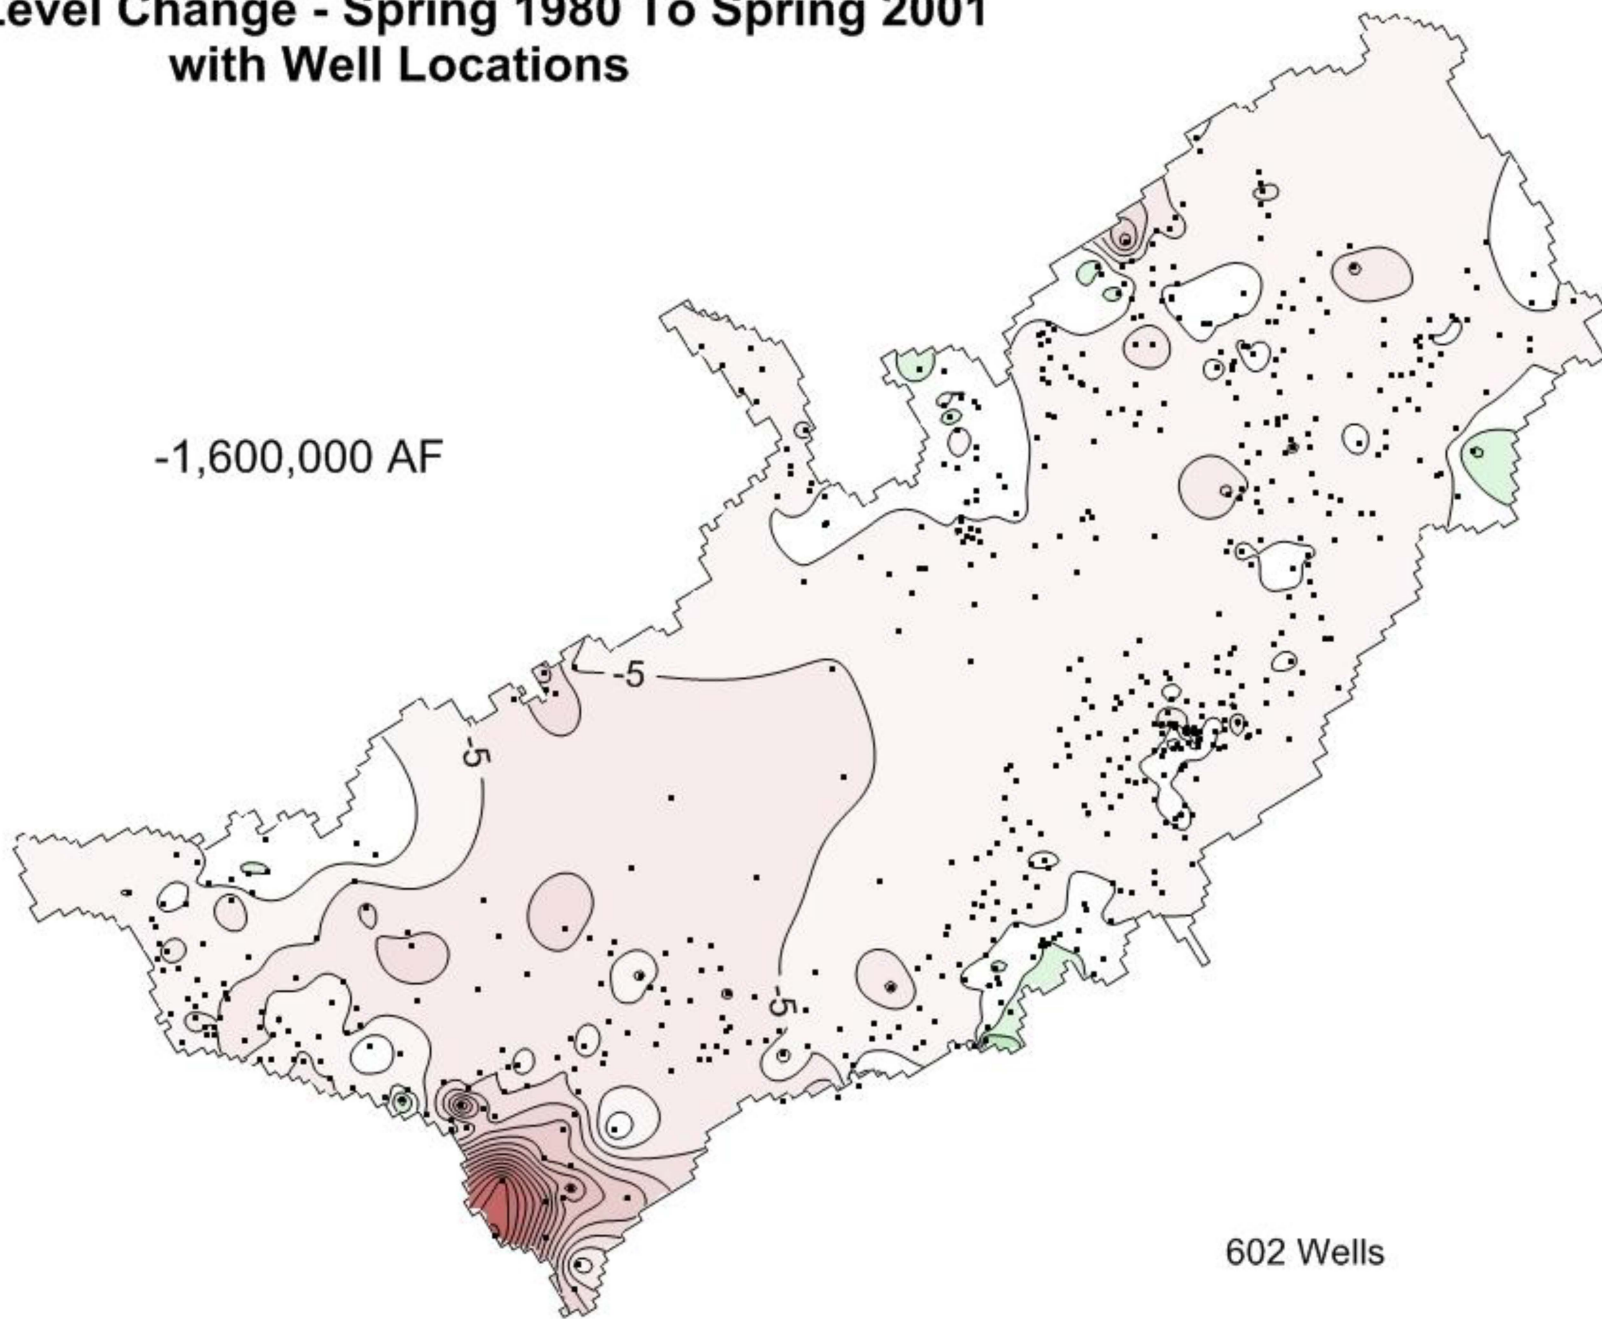 Level Change - Spring 1980 To Spring 2001
with Well Locations
-1,600,000 AF
-5
-5
-5
602 Wells